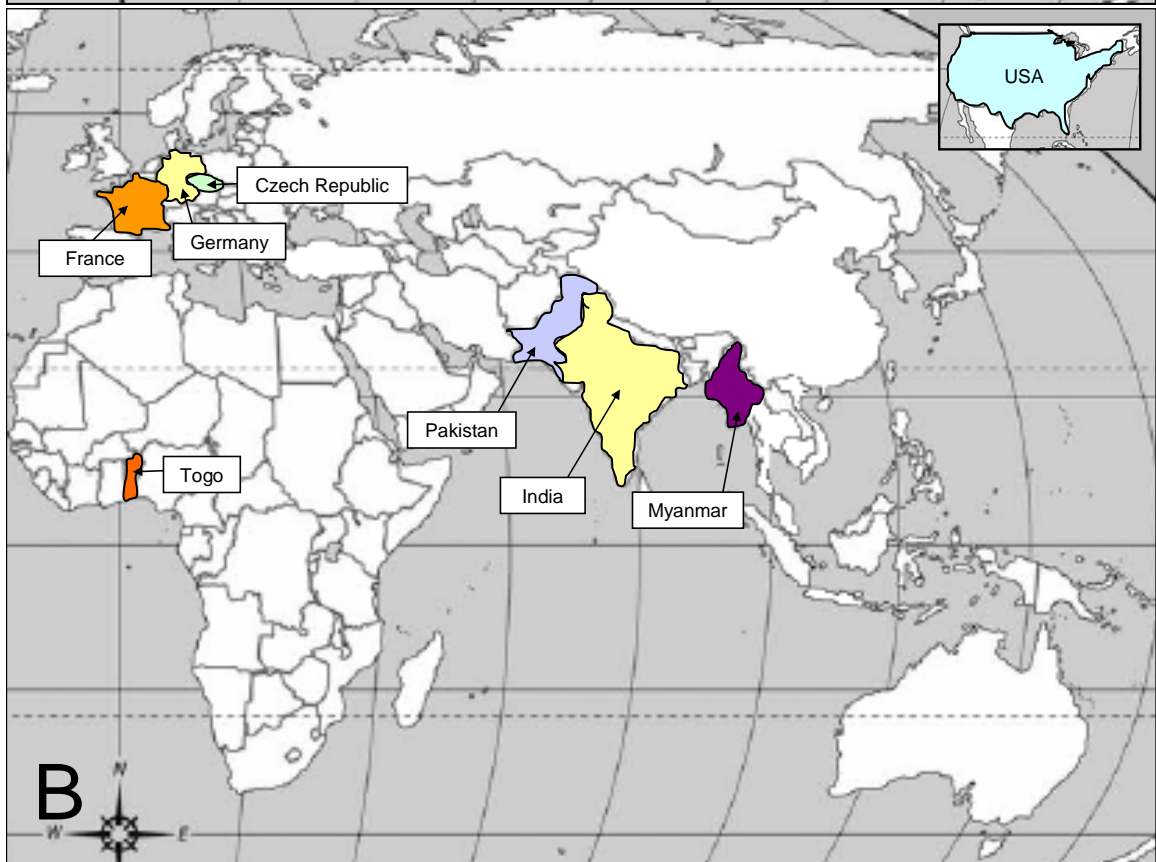 USA
Czech Republic
Germany
France
Pakistan
Togo
India
Myanmar
B
N
W
E